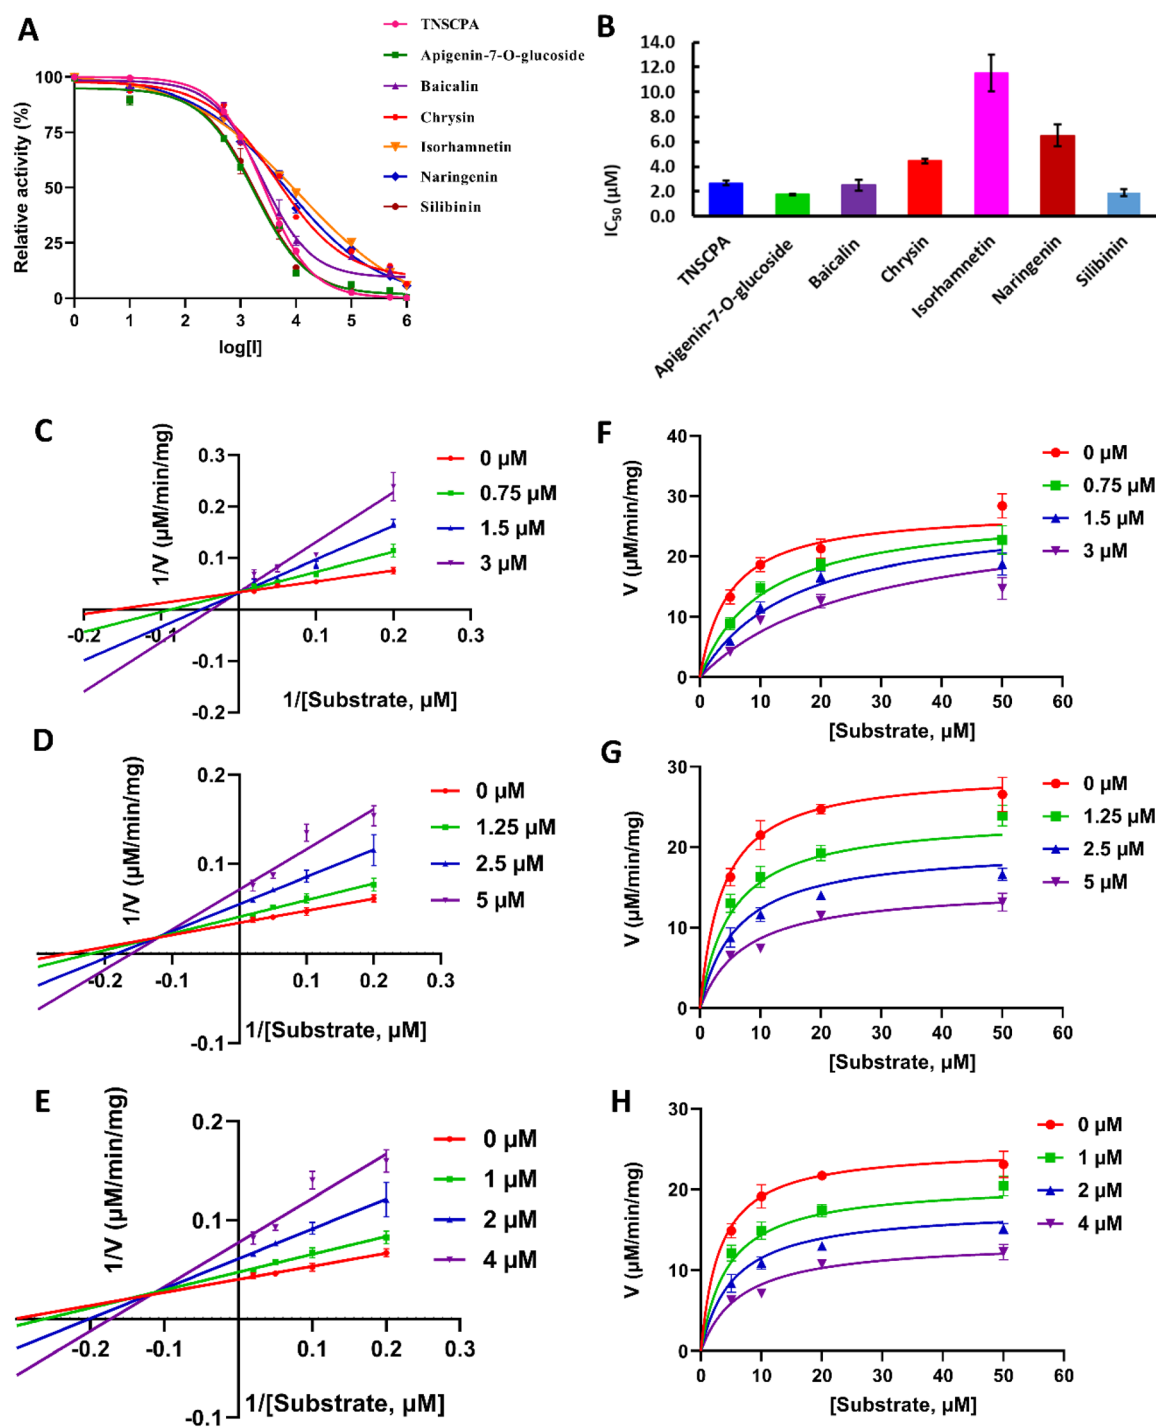 A
TNSCPA
Apigenin-7-O-glucoside
Baicalin
Chrysin
Isorhamnetin
Naringenin
Silibinin
Relative activity (%)
100
75
50
25
0
0 1 2 3 4 5 6
log[I]
B
IC50 (µM)
14.0
12.0
10.0
8.0
6.0
4.0
2.0
0.0
TNSCPA
Apigenin-7-O-glucoside
Baicalin
Chrysin
Isorhamnetin
Naringenin
Silibinin
C
1/V (µM/min/mg)
0.3
0.2
0.1
-0.1
-0.2
-0.2 -0.1 0.1 0.2 0.3
1/[Substrate, µM]
0 µM
0.75 µM
1.5 µM
3 µM
F
V (µM/min/mg)
40
30
20
10
0
0 10 20 30 40 50 60
[Substrate, µM]
0 µM
0.75 µM
1.5 µM
3 µM
D
1/V (µM/min/mg)
0.2
0.1
-0.1
-0.2 -0.1 0.1 0.2 0.3
1/[Substrate, µM]
0 µM
1.25 µM
2.5 µM
5 µM
G
V (µM/min/mg)
30
20
10
0
0 10 20 30 40 50 60
[Substrate, µM]
0 µM
1.25 µM
2.5 µM
5 µM
E
1/V (µM/min/mg)
0.2
0.1
-0.1
-0.2 -0.1 0.1 0.2 0.3
1/[Substrate, µM]
0 µM
1 µM
2 µM
4 µM
H
V (µM/min/mg)
30
20
10
0
0 10 20 30 40 50 60
[Substrate, µM]
0 µM
1 µM
2 µM
4 µM